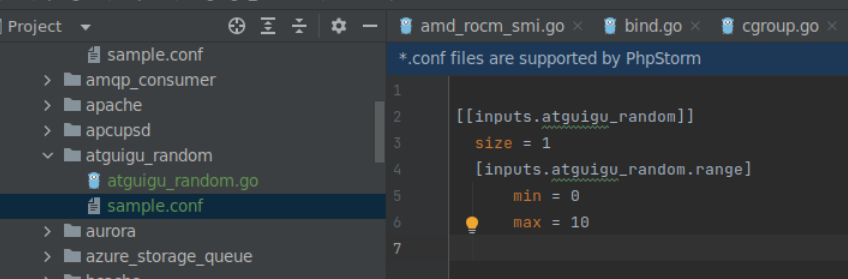 Project
amd_rocm_smi.go
bind.go
cgroup.go
sample.conf
amqp_consumer
apache
apcupsd
atguigu_random
atguigu_random.go
sample.conf
aurora
azure_storage_queue
*.conf files are supported by PhpStorm
1
2 [[inputs.atguigu_random]]
3 size = 1
4 [inputs.atguigu_random.range]
5 min = 0
6 max = 10
7